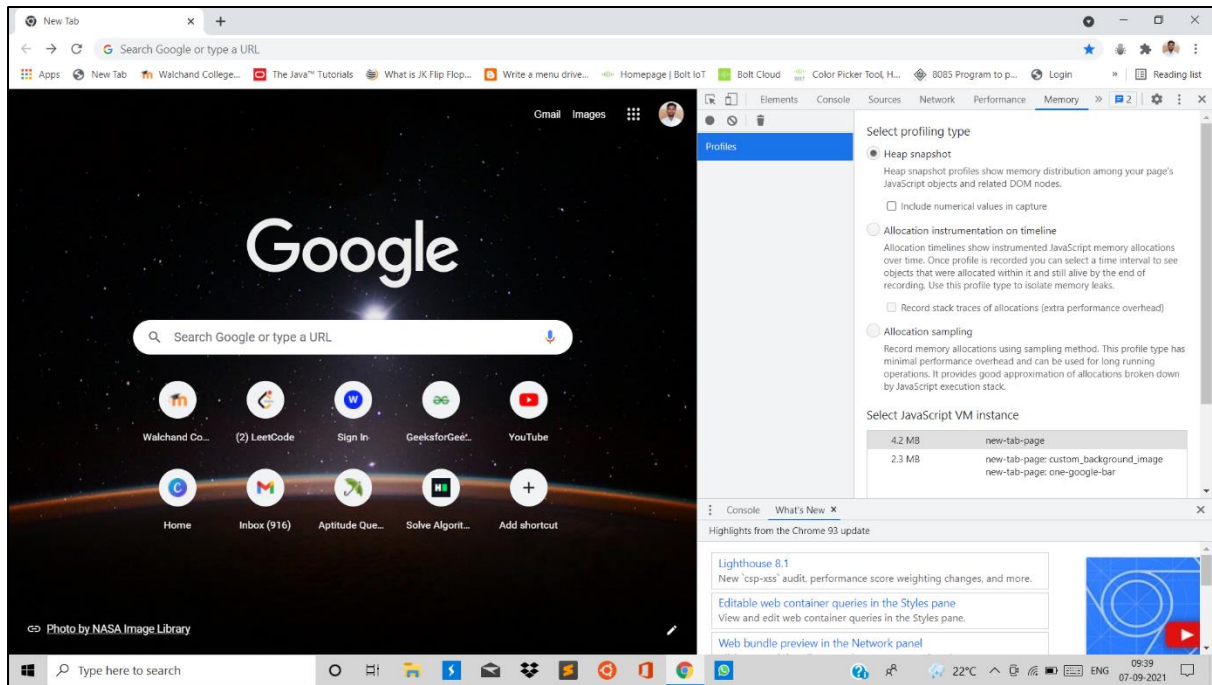 New Tab
Search Google or type a URL
Apps New Tab Walchand College... The Java™ Tutorials What is JK Flip Flop... Write a menu drive... Homepage | Bolt IoT Bolt Cloud Color Picker Tool, H... 8085 Program to p... Login » Reading list
Gmail Images
Google
Search Google or type a URL
Walchand Co... (2) LeetCode Sign In GeeksforGee... YouTube
Home Inbox (916) Aptitude Que... Solve Algorit... Add shortcut
Photo by NASA Image Library
Elements Console Sources Network Performance Memory » 2
Profiles
Select profiling type
Heap snapshot
Heap snapshot profiles show memory distribution among your page's
JavaScript objects and related DOM nodes.
Include numerical values in capture
Allocation instrumentation on timeline
Allocation timelines show instrumented JavaScript memory allocations
over time. Once profile is recorded you can select a time interval to see
objects that were allocated within it and still alive by the end of
recording. Use this profile type to isolate memory leaks.
Record stack traces of allocations (extra performance overhead)
Allocation sampling
Record memory allocations using sampling method. This profile type has
minimal performance overhead and can be used for long running
operations. It provides good approximation of allocations broken down
by JavaScript execution stack.
Select JavaScript VM instance
4.2 MB new-tab-page
2.3 MB new-tab-page: custom_background_image
new-tab-page: one-google-bar
Console What's New
Highlights from the Chrome 93 update
Lighthouse 8.1
New `csp-xss` audit, performance score weighting changes, and more.
Editable web container queries in the Styles pane
View and edit web container queries in the Styles pane.
Web bundle preview in the Network panel
Type here to search
22°C ENG 09:39
07-09-2021